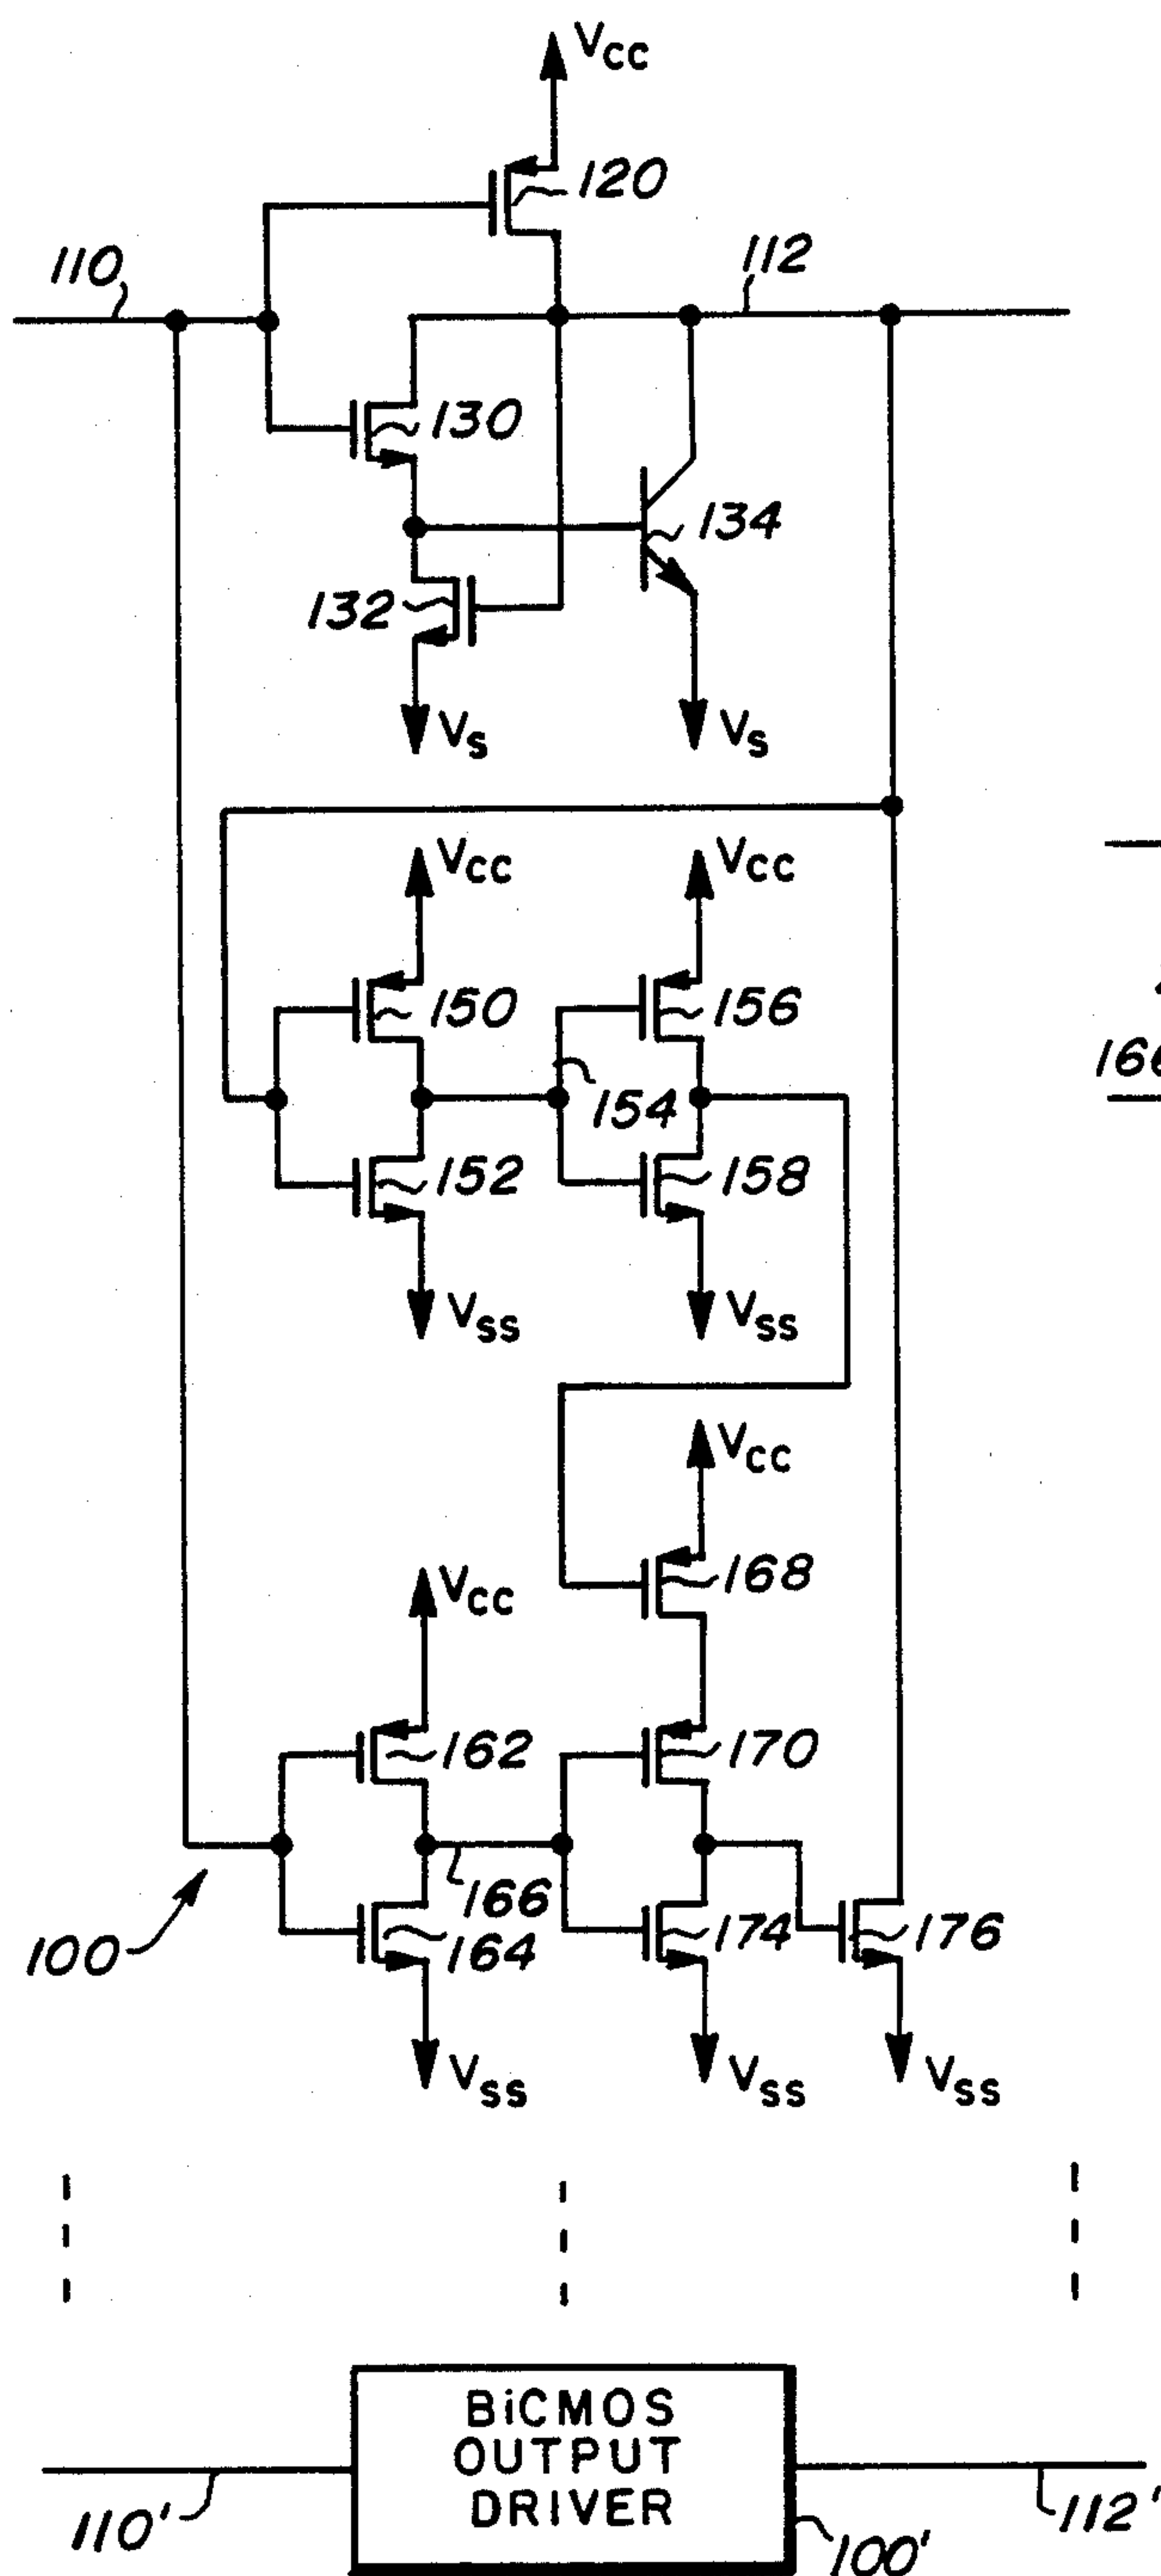 VCC
120
110
112
130
134
132
VS
VS
VCC
VCC
150
156
154
152
158
VSS
VSS
VCC
168
VCC
162
170
166
174
176
100
164
VSS
VSS
VSS
BiCMOS
OUTPUT
DRIVER
110'
112'
100'